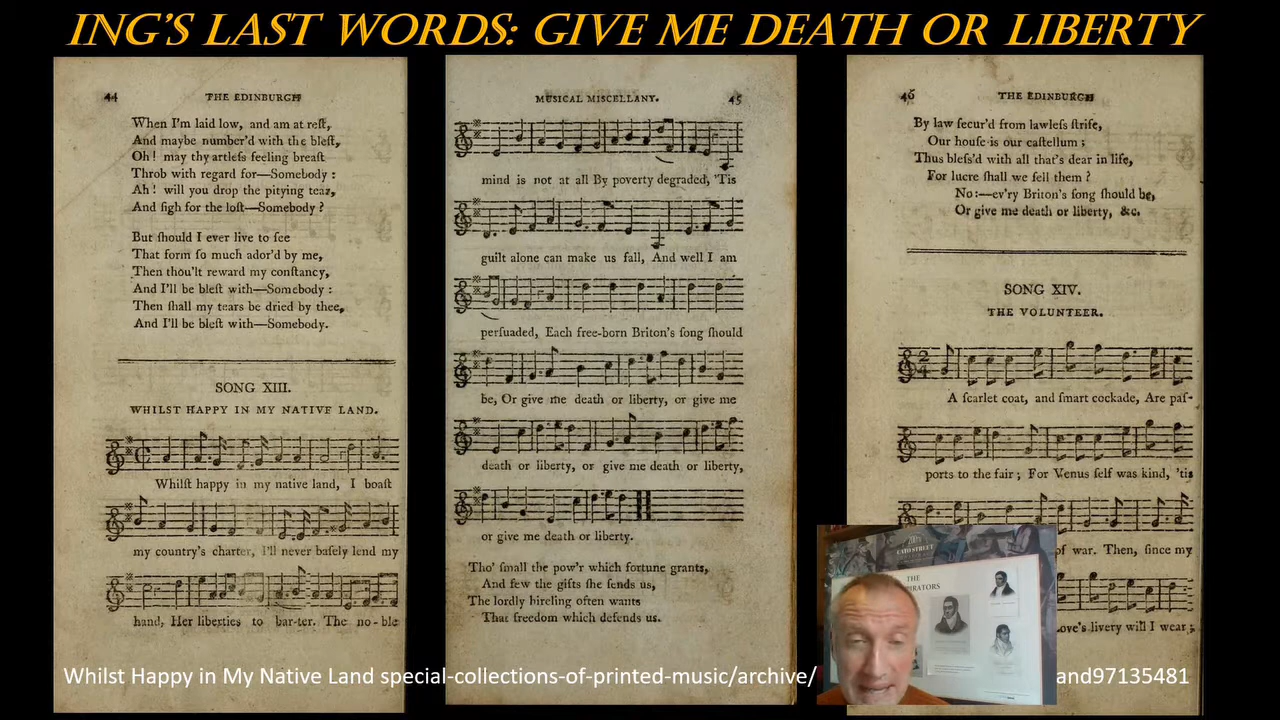 ING'S LAST WORDS: GIVE ME DEATH OR LIBERTY
44 THE EDINBURGH
When I'm laid low, and am at reſt,
And maybe number'd with the bleſt,
Oh! may thy artleſs feeling breaſt
Throb with regard for—Somebody:
Ah! will you drop the pitying tear,
And ſigh for the loſt—Somebody?
But ſhould I ever live to ſee
That form ſo much ador'd by me,
Then thou'lt reward my conſtancy,
And I'll be bleſt with—Somebody:
Then ſhall my tears be dried by thee,
And I'll be bleſt with—Somebody.
SONG XIII.
WHILST HAPPY IN MY NATIVE LAND.
Whilſt happy in my native land, I boaſt
my country's charter, I'll never baſely lend my
hand, Her liberties to bar-ter. The no-ble
MUSICAL MISCELLANY. 45
mind is not at all By poverty degraded, 'Tis
guilt alone can make us fall, And well I am
perſuaded, Each free-born Briton's ſong ſhould
be, Or give me death or liberty, or give me
death or liberty, or give me death or liberty,
or give me death or liberty.
Tho' ſmall the pow'r which fortune grants,
And few the gifts ſhe ſends us,
The lordly hireling often wants
That freedom which defends us.
46 THE EDINBURGH
By law ſecur'd from lawleſs ſtrife,
Our houſe is our caſtellum;
Thus bleſs'd with all that's dear in life,
For lucre ſhall we ſell them?
No:—ev'ry Briton's ſong ſhould be,
Or give me death or liberty, &c.
SONG XIV.
THE VOLUNTEER.
2
4
A ſcarlet coat, and ſmart cockade, Are paſ-
ports to the fair; For Venus ſelf was kind, 'tis
of war. Then, ſince my
ove's livery will I wear;
200th
CATO STREET
THE
PIRATORS
Whilst Happy in My Native Land special-collections-of-printed-music/archive/
and97135481